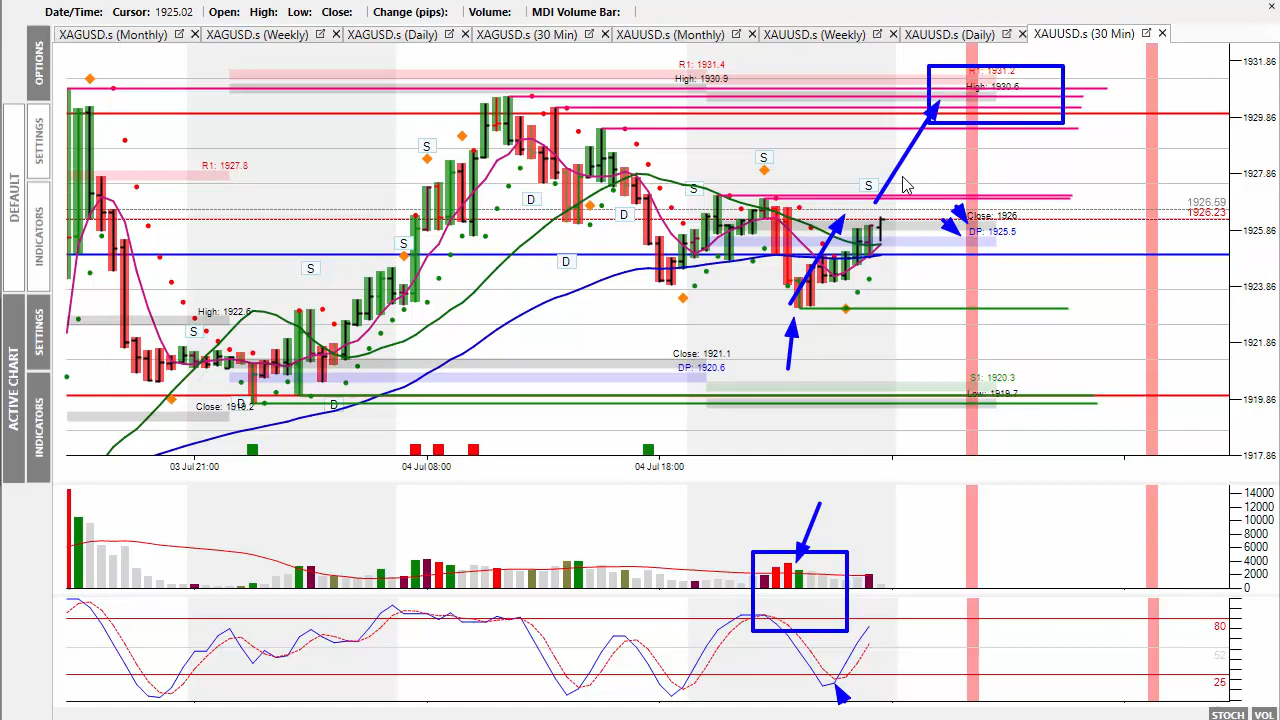 Date/Time: Cursor: 1925.02 Open: High: Low: Close: Change (pips): Volume: MDI Volume Bar:
XAGUSD.s (Monthly) XAGUSD.s (Weekly) XAGUSD.s (Daily) XAGUSD.s (30 Min) XAUUSD.s (Monthly) XAUUSD.s (Weekly) XAUUSD.s (Daily) XAUUSD.s (30 Min)
OPTIONS
SETTINGS
INDICATORS
DEFAULT
SETTINGS
INDICATORS
ACTIVE CHART
R1: 1931.4
High: 1930.9
R1: 1931.2
High: 1930.6
R1: 1927.8
S
S
S
S
S
S
S
D
D
D
D
D
D
Close: 1926
DP: 1925.5
High: 1922.6
Close: 1921.1
DP: 1920.6
S1: 1920.3
Low: 1919.7
1931.86
1929.86
1927.86
1926.59
1926.23
1925.86
1923.86
1921.86
1919.86
1917.86
03 Jul 21:00 04 Jul 08:00 04 Jul 18:00
14000
12000
10000
8000
6000
4000
2000
0
80
52
25
STOCH VOL